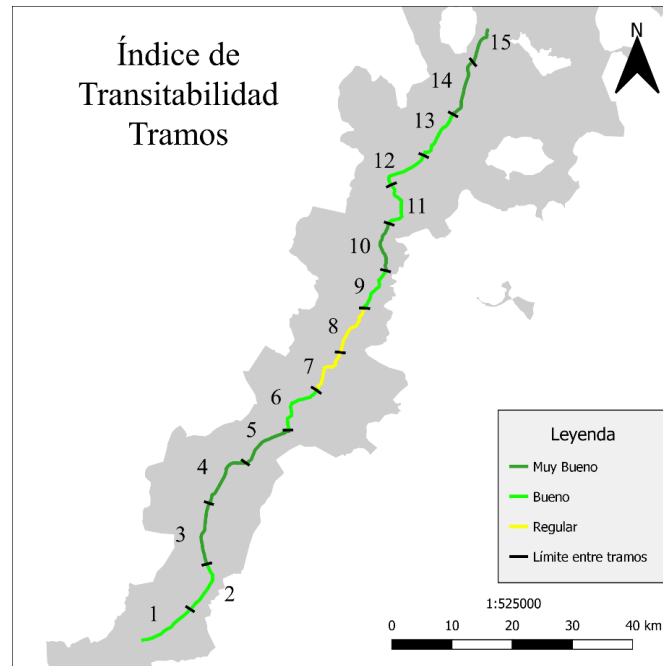 Índice de
Transitabilidad
Tramos
N
15
14
13
12
11
10
9
8
7
6
5
4
3
2
1
Leyenda
Muy Bueno
Bueno
Regular
Límite entre tramos
1:525000
0 10 20 30 40 km